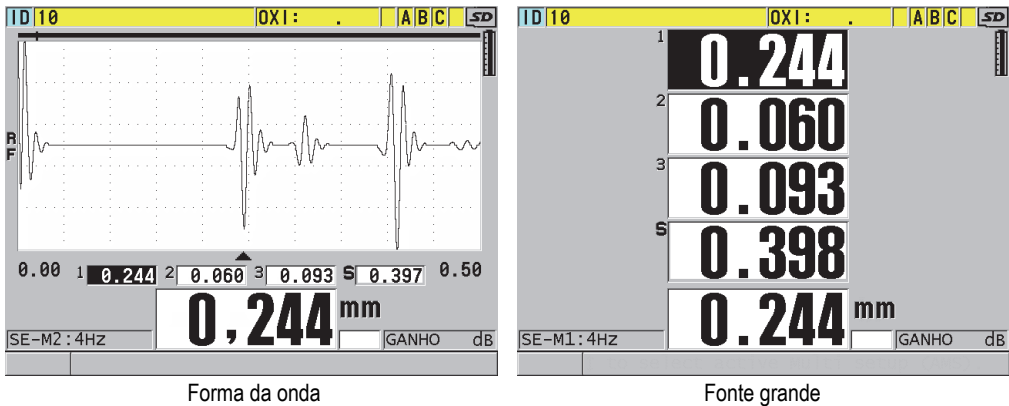 ID 10 OXI: . A B C SD
R
F
0.00 1 0.244 2 0.060 3 0.093 S 0.397 0.50
0,244 mm
SE-M2:4Hz GANHO dB
Forma da onda
ID 10 OXI: . A B C SD
1 0.244
2 0.060
3 0.093
S 0.398
0.244 mm
SE-M1:4Hz GANHO dB
Fonte grande